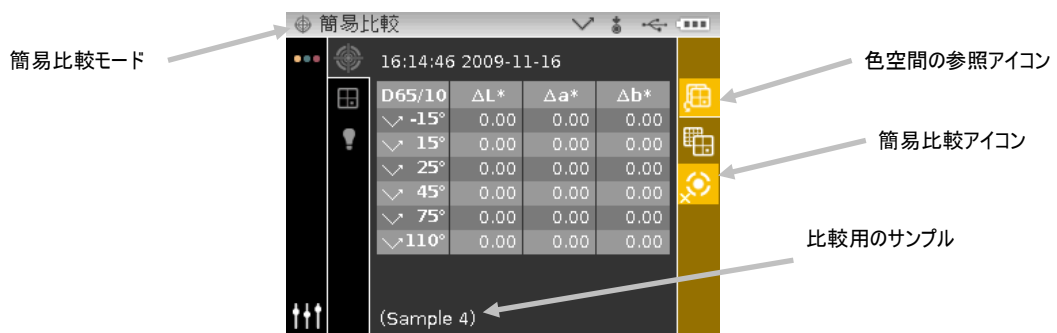 簡易比較
簡易比較モード
色空間の参照アイコン
16:14:46 2009-11-16
D65/10 ΔL* Δa* Δb*
-15° 0.00 0.00 0.00
15° 0.00 0.00 0.00
25° 0.00 0.00 0.00
45° 0.00 0.00 0.00
75° 0.00 0.00 0.00
110° 0.00 0.00 0.00
簡易比較アイコン
比較用のサンプル
(Sample 4)